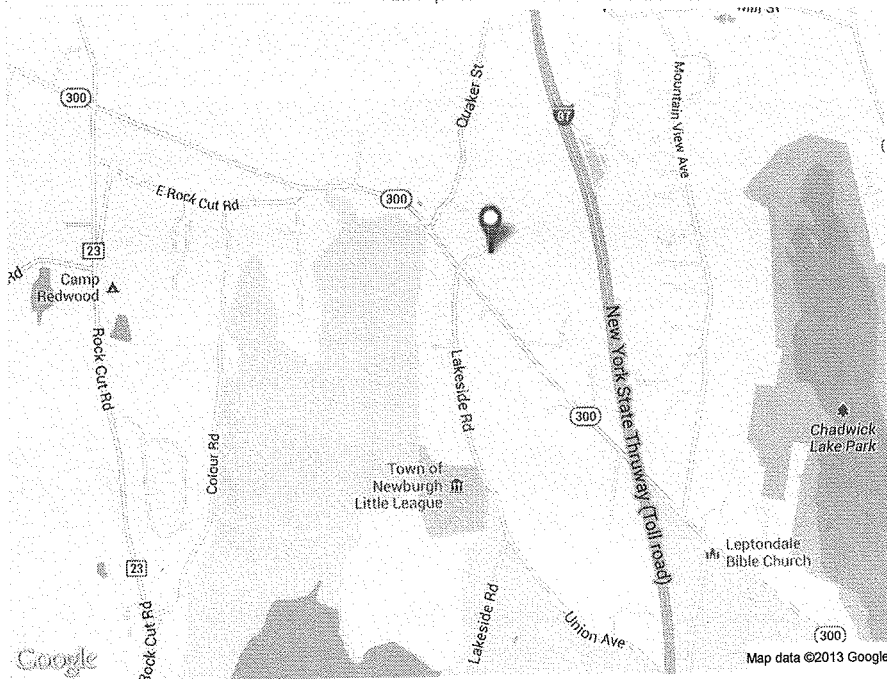 300
Quaker St
87
Mountain View Ave
E Rock Cut Rd
300
23
Rd
Camp
Redwood
Rock Cut Rd
New York State Thruway (Toll road)
Lakeside Rd
300
Chadwick
Lake Park
Colour Rd
Town of
Newburgh
Little League
Leptondale
Bible Church
23
Rock Cut Rd
Lakeside Rd
Union Ave
300
Google
Map data ©2013 Google